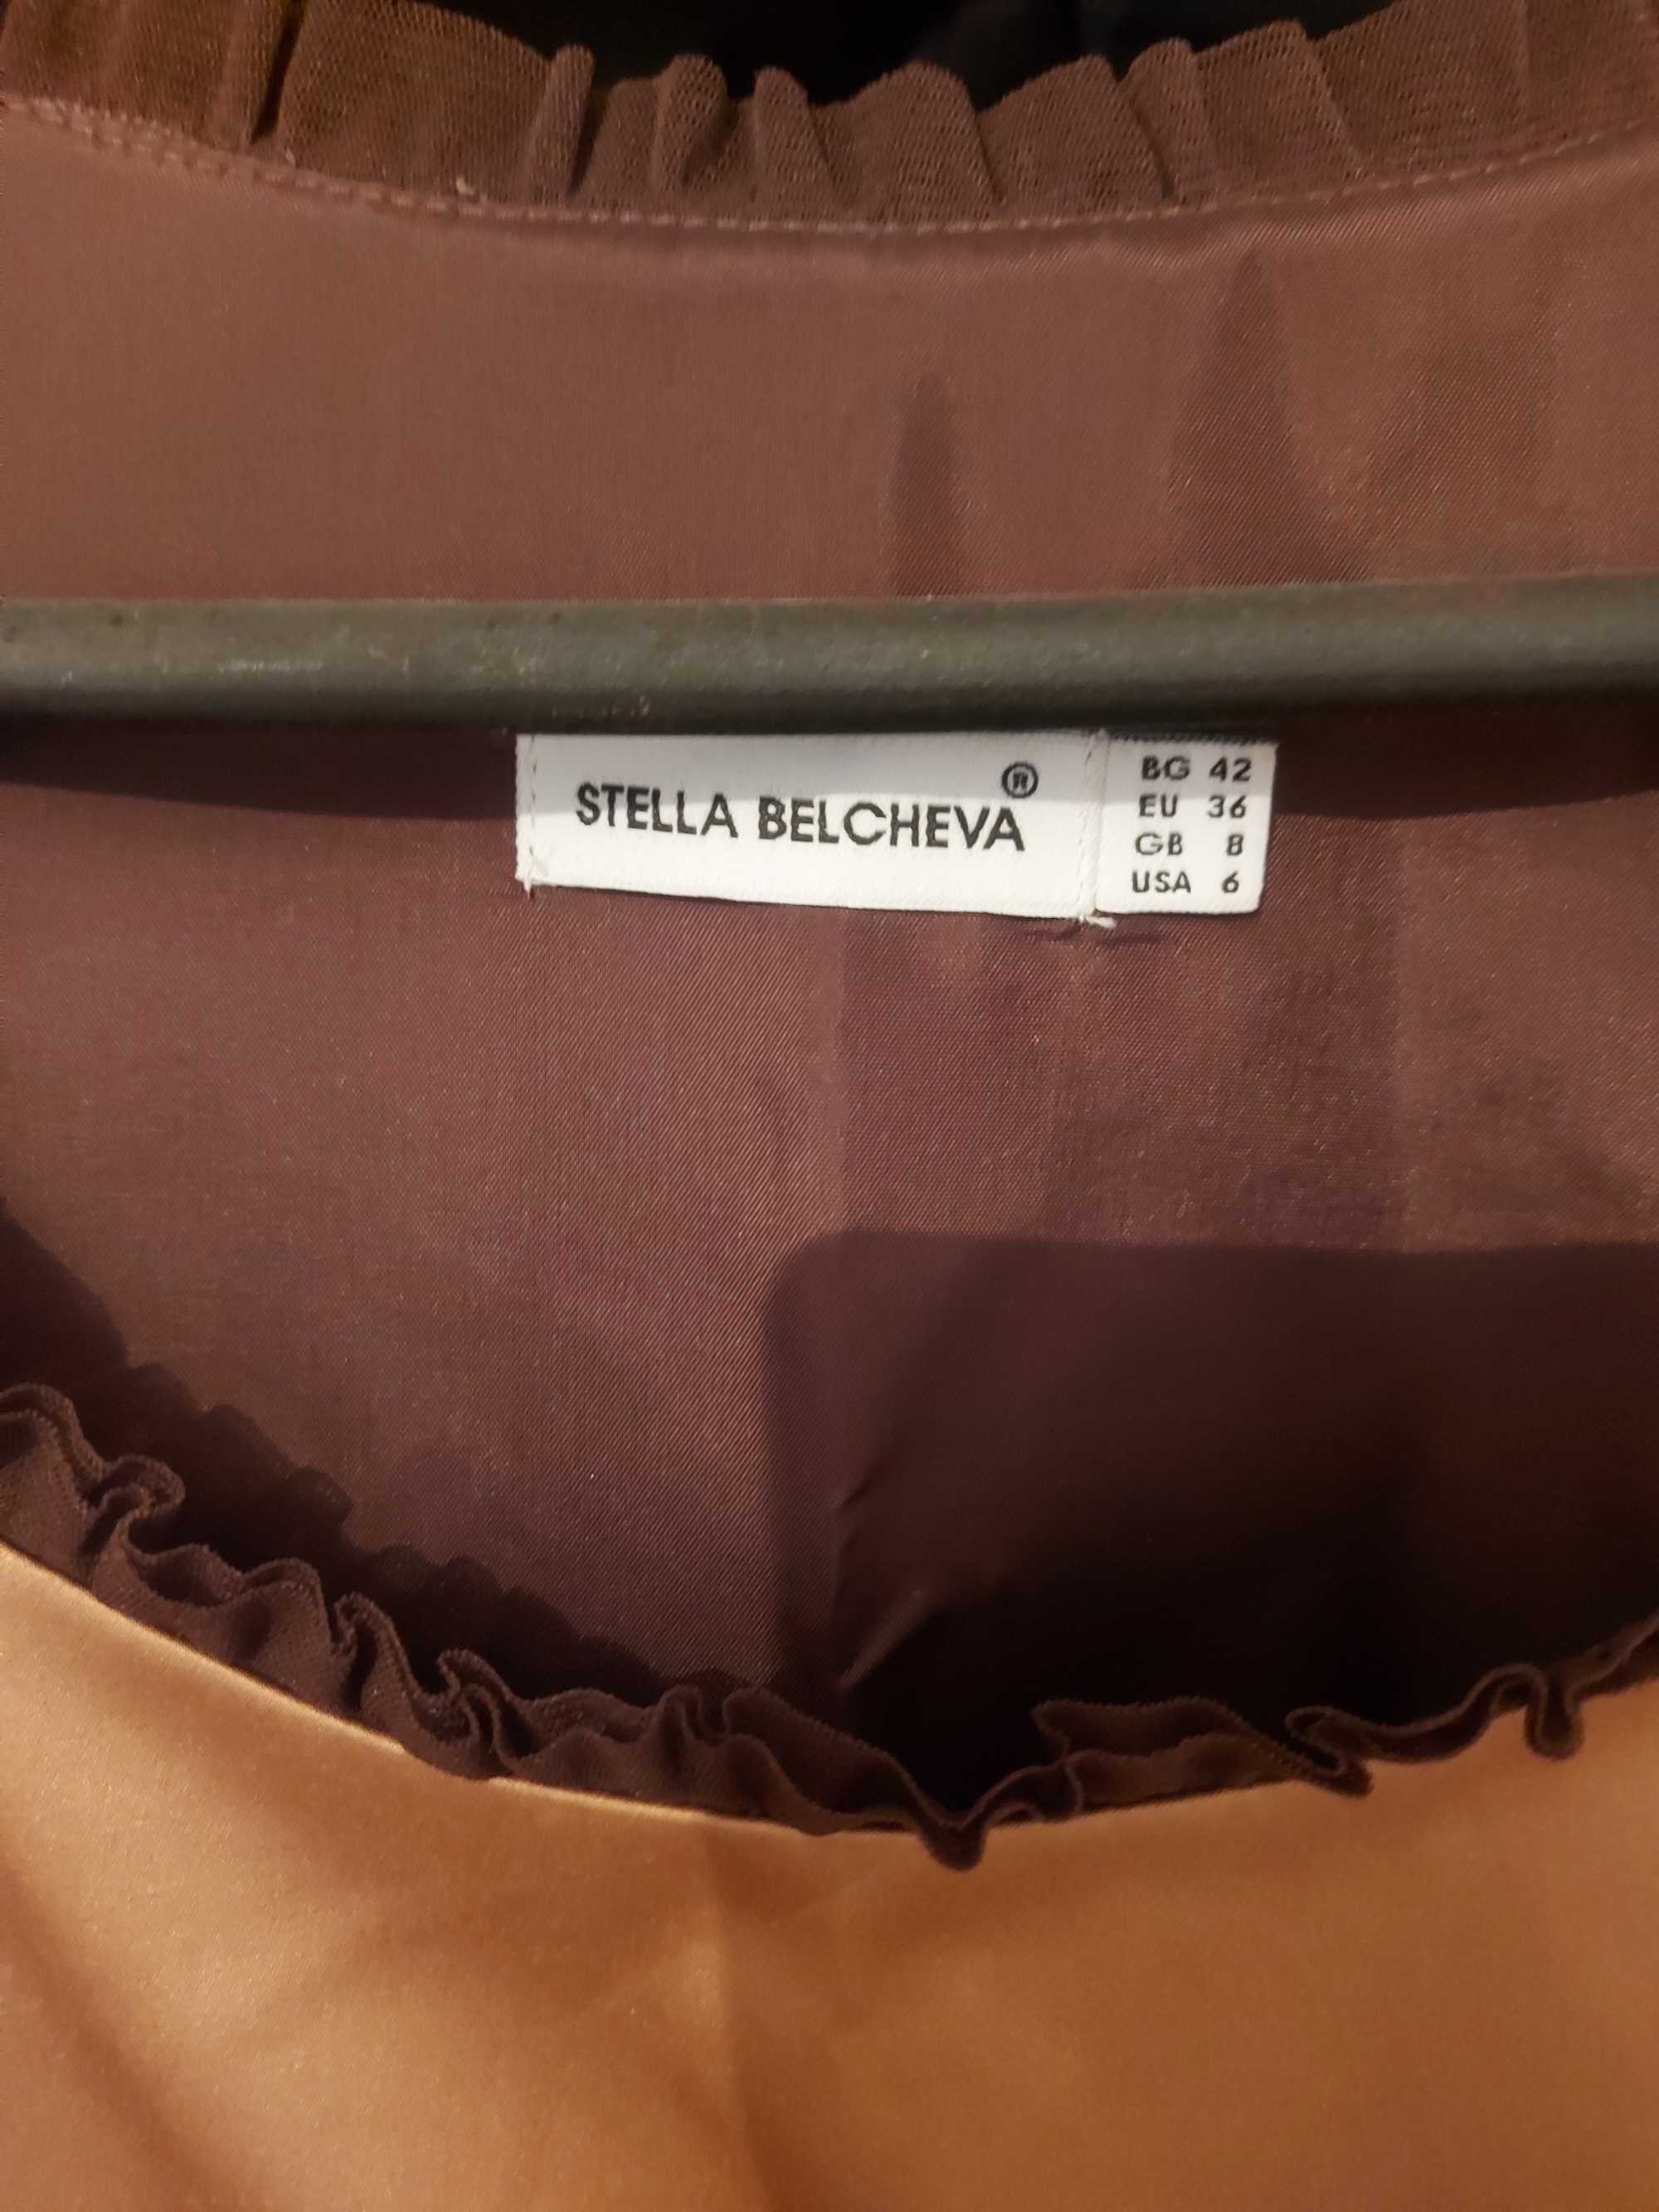 STELLA BELCHEVA ®
BG 42
EU 36
GB 8
USA 6